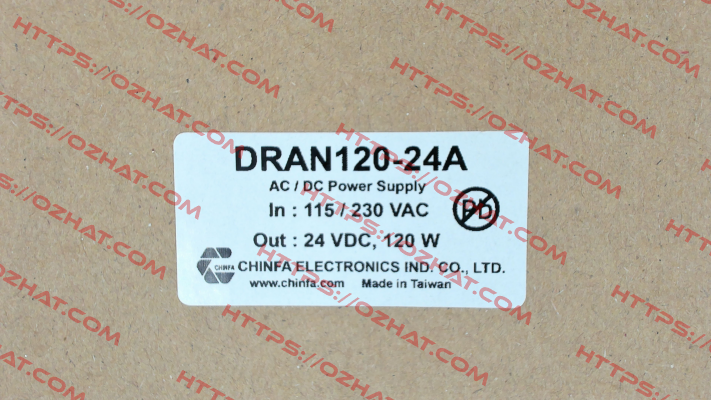 DRAN120-24A
AC / DC Power Supply
In : 115 / 230 VAC
Pb
Out : 24 VDC, 120 W
CHINFA CHINFA ELECTRONICS IND. CO., LTD.
www.chinfa.com Made in Taiwan
HTTPS://OZHAT.COM